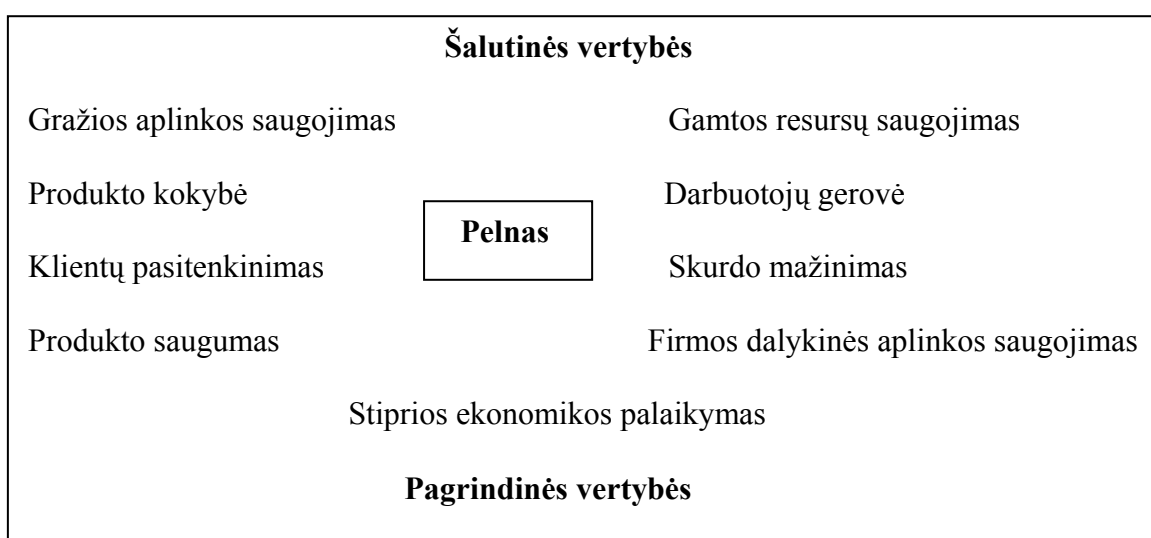 Šalutinės vertybės
Gražios aplinkos saugojimas Gamtos resursų saugojimas
Produkto kokybė Darbuotojų gerovė
Pelnas
Klientų pasitenkinimas Skurdo mažinimas
Produkto saugumas Firmos dalykinės aplinkos saugojimas
Stiprios ekonomikos palaikymas
Pagrindinės vertybės